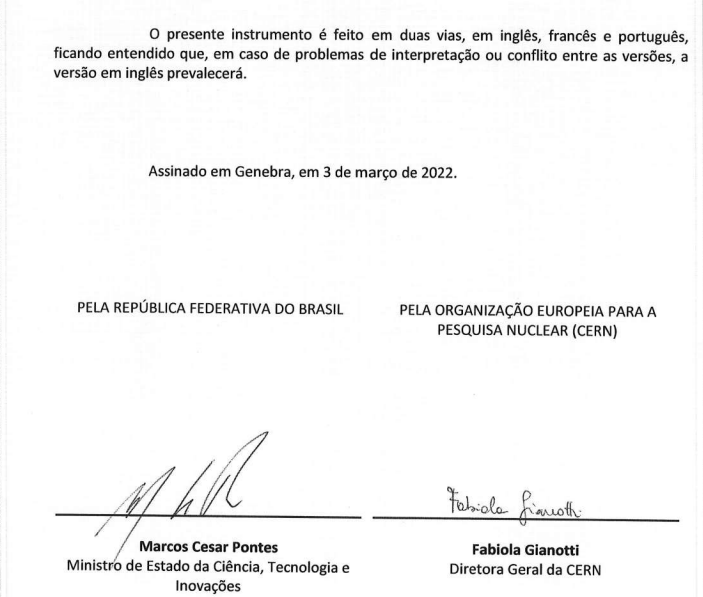 O presente instrumento é feito em duas vias, em inglês, francês e português,
ficando entendido que, em caso de problemas de interpretação ou conflito entre as versões, a
versão em inglês prevalecerá.
Assinado em Genebra, em 3 de março de 2022.
PELA REPÚBLICA FEDERATIVA DO BRASIL
PELA ORGANIZAÇÃO EUROPEIA PARA A
PESQUISA NUCLEAR (CERN)
Fabiola Gianotti
Marcos Cesar Pontes
Ministro de Estado da Ciência, Tecnologia e
Inovações
Fabiola Gianotti
Diretora Geral da CERN